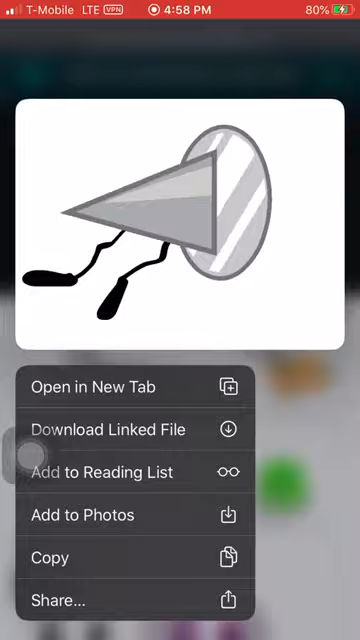 T-Mobile LTE VPN 4:58 PM 80%
Open in New Tab
Download Linked File
Add to Reading List
Add to Photos
Copy
Share...